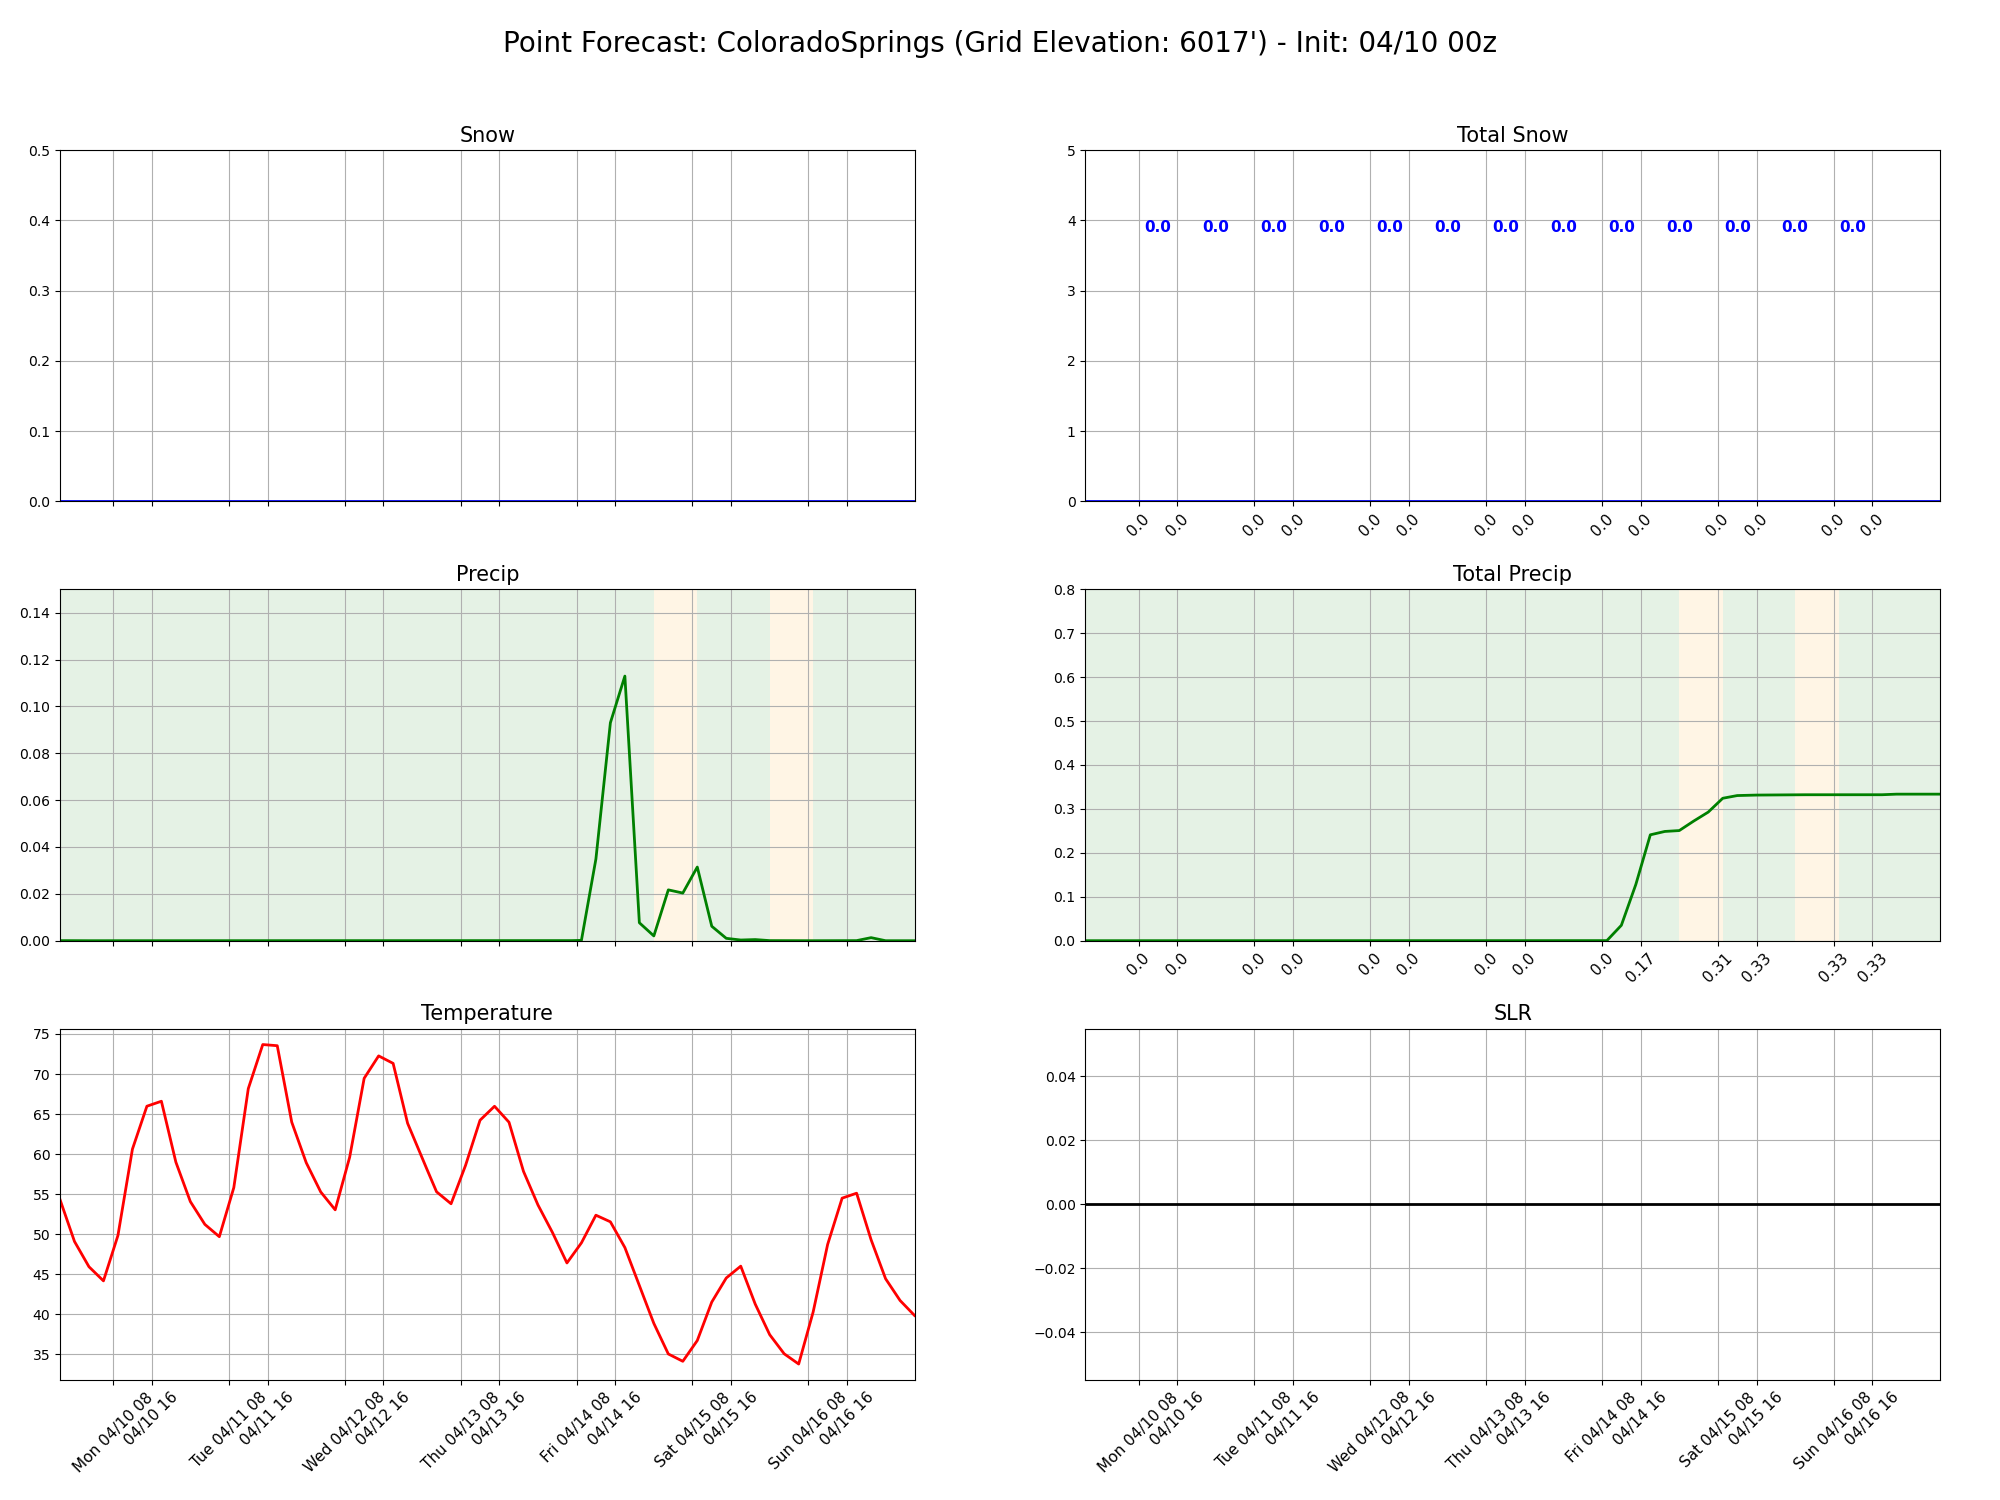 Point Forecast: ColoradoSprings (Grid Elevation: 6017') - Init: 04/10 00z
Snow
0.5
0.4
0.3
0.2
0.1
0.0
Total Snow
5
4
3
2
1
0
0.0 0.0 0.0 0.0 0.0 0.0 0.0 0.0 0.0 0.0 0.0 0.0 0.0
0.0 0.0 0.0 0.0 0.0 0.0 0.0 0.0 0.0 0.0 0.0 0.0 0.0 0.0
Precip
0.14
0.12
0.10
0.08
0.06
0.04
0.02
0.00
Total Precip
0.8
0.7
0.6
0.5
0.4
0.3
0.2
0.1
0.0
0.0 0.0 0.0 0.0 0.0 0.0 0.0 0.0 0.0 0.17 0.31 0.33 0.33 0.33
Temperature
75
70
65
60
55
50
45
40
35
Mon 04/10 08
04/10 16
Tue 04/11 08
04/11 16
Wed 04/12 08
04/12 16
Thu 04/13 08
04/13 16
Fri 04/14 08
04/14 16
Sat 04/15 08
04/15 16
Sun 04/16 08
04/16 16
SLR
0.04
0.02
0.00
−0.02
−0.04
Mon 04/10 08
04/10 16
Tue 04/11 08
04/11 16
Wed 04/12 08
04/12 16
Thu 04/13 08
04/13 16
Fri 04/14 08
04/14 16
Sat 04/15 08
04/15 16
Sun 04/16 08
04/16 16